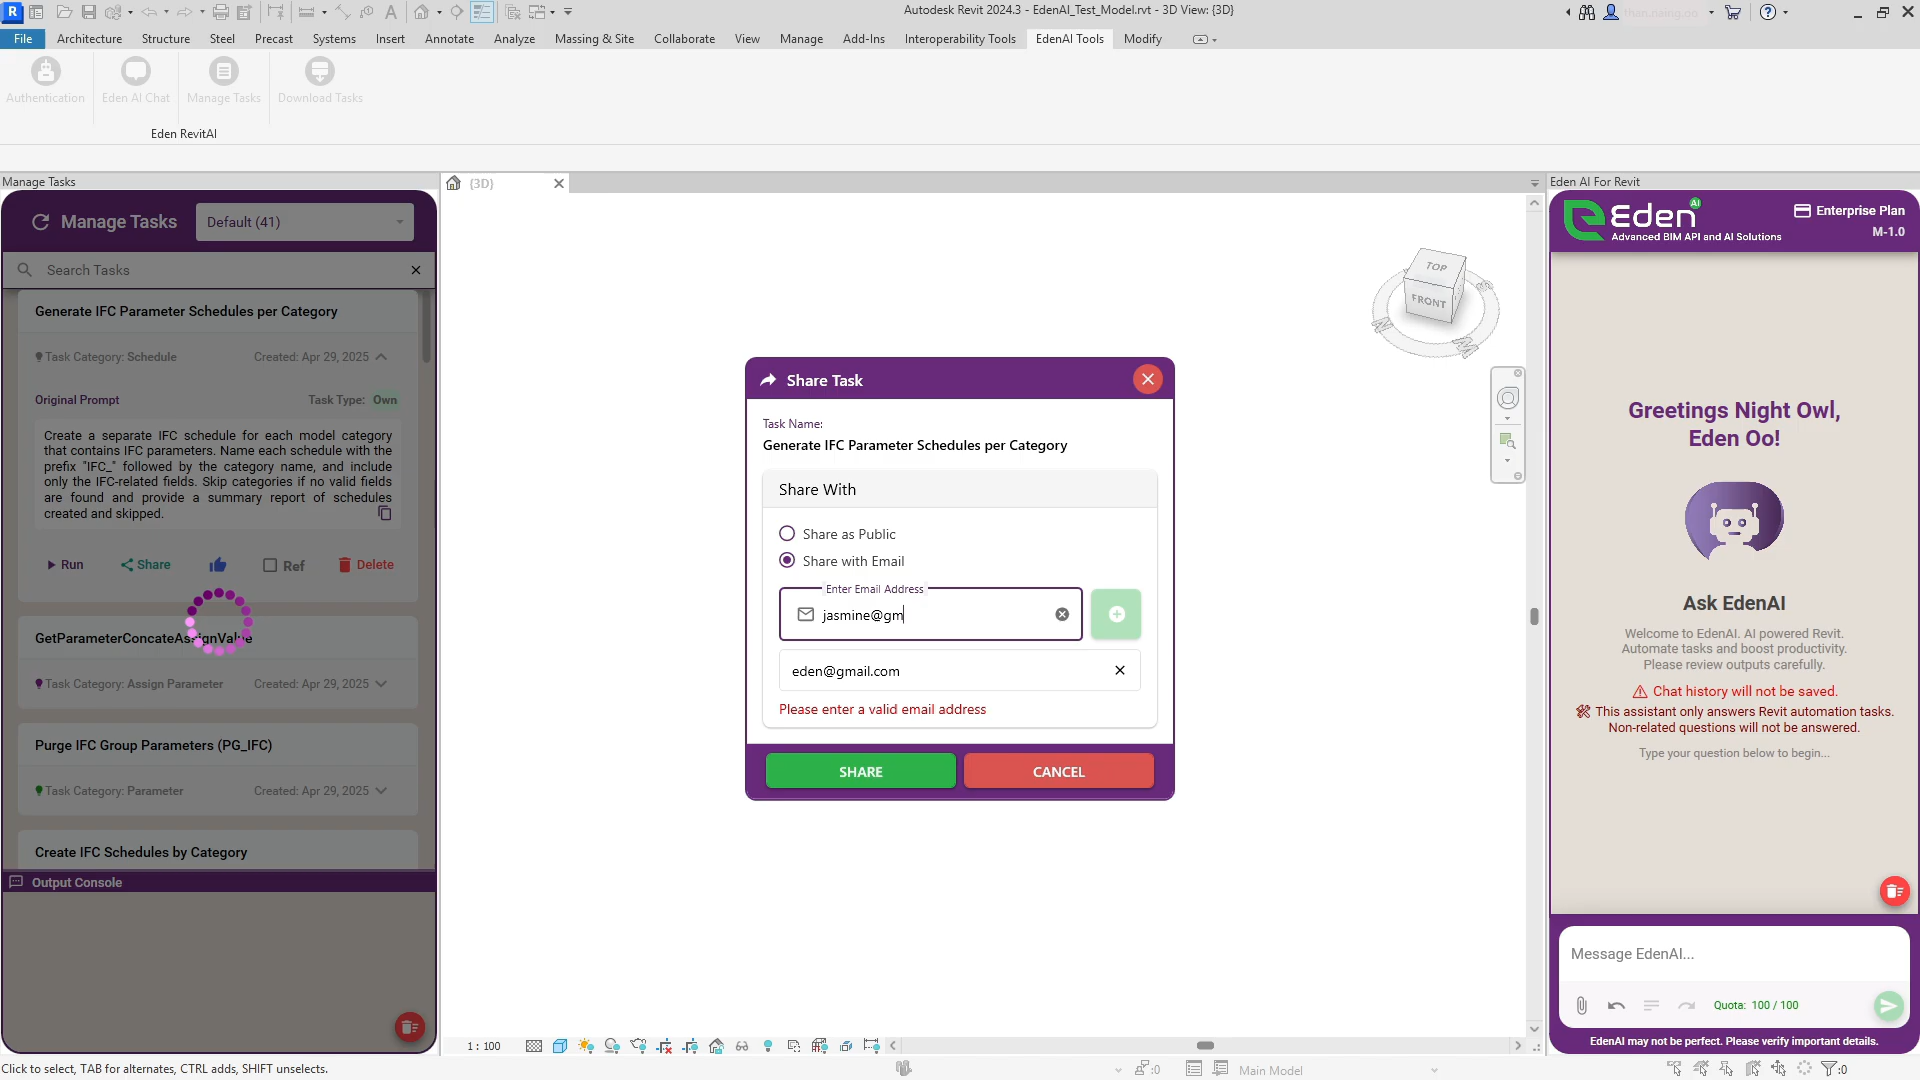 Autodesk Revit 2024.3 - EdenAI_Test_Model.rvt - 3D View: {3D}
File Architecture Structure Steel Precast Systems Insert Annotate Analyze Massing & Site Collaborate View Manage Add-Ins Interoperability Tools EdenAI Tools Modify
Authentication Eden AI Chat Manage Tasks Download Tasks
Eden RevitAI
Manage Tasks
Manage Tasks
Default (41)
Search Tasks
Generate IFC Parameter Schedules per Category
Task Category: Schedule Created: Apr 29, 2025
Original Prompt Task Type: Own
Create a separate IFC schedule for each model category
that contains IFC parameters. Name each schedule with the
prefix "IFC_" followed by the category name, and include
only the IFC-related fields. Skip categories if no valid fields
are found and provide a summary report of schedules
created and skipped.
Run Share Ref Delete
GetParameterConcateAssignValue
Task Category: Assign Parameter Created: Apr 29, 2025
Purge IFC Group Parameters (PG_IFC)
Task Category: Parameter Created: Apr 29, 2025
Create IFC Schedules by Category
Output Console
{3D}
TOP
FRONT
Share Task
Task Name:
Generate IFC Parameter Schedules per Category
Share With
Share as Public
Share with Email
Enter Email Address
jasmine@gm
eden@gmail.com
Please enter a valid email address
SHARE CANCEL
Eden AI For Revit
Eden AI
Advanced BIM API and AI Solutions
Enterprise Plan
M-1.0
Greetings Night Owl,
Eden Oo!
Ask EdenAI
Welcome to EdenAI. AI powered Revit.
Automate tasks and boost productivity.
Please review outputs carefully.
Chat history will not be saved.
This assistant only answers Revit automation tasks.
Non-related questions will not be answered.
Type your question below to begin...
Message EdenAI...
Quota: 100 / 100
EdenAI may not be perfect. Please verify important details.
1 : 100
Click to select, TAB for alternates, CTRL adds, SHIFT unselects.
:0
Main Model
:0